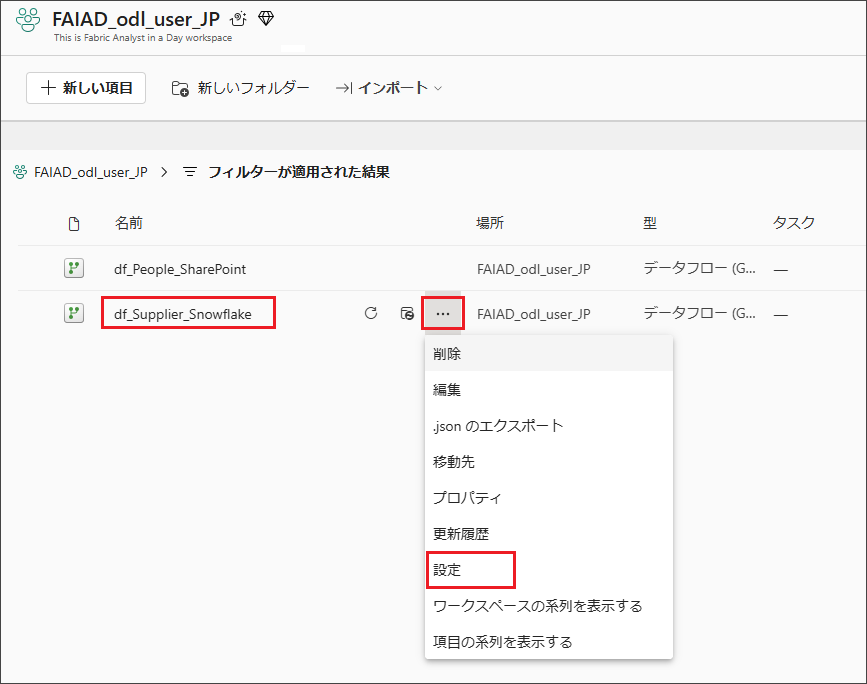 FAIAD_odl_user_JP
This is Fabric Analyst in a Day workspace
新しい項目 新しいフォルダー インポート
FAIAD_odl_user_JP フィルターが適用された結果
名前 場所 型 タスク
df_People_SharePoint FAIAD_odl_user_JP データフロー (G... —
df_Supplier_Snowflake ... FAIAD_odl_user_JP データフロー (G... —
削除
編集
.json のエクスポート
移動先
プロパティ
更新履歴
設定
ワークスペースの系列を表示する
項目の系列を表示する